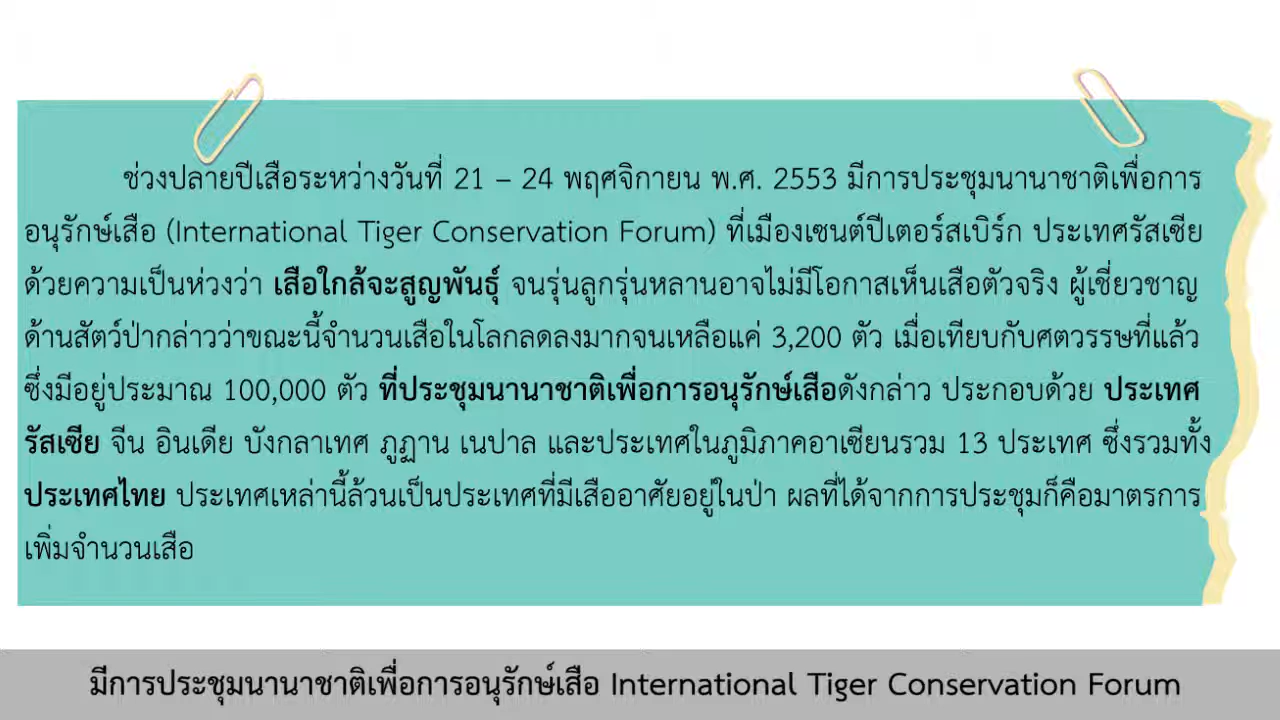 ช่วงปลายปีเสือระหว่างวันที่ 21 – 24 พฤศจิกายน พ.ศ. 2553 มีการประชุมนานาชาติเพื่อการ
อนุรักษ์เสือ (International Tiger Conservation Forum) ที่เมืองเซนต์ปีเตอร์สเบิร์ก ประเทศรัสเซีย
ด้วยความเป็นห่วงว่า เสือใกล้จะสูญพันธุ์ จนรุ่นลูกรุ่นหลานอาจไม่มีโอกาสเห็นเสือตัวจริง ผู้เชี่ยวชาญ
ด้านสัตว์ป่ากล่าวว่าขณะนี้จำนวนเสือในโลกลดลงมากจนเหลือแค่ 3,200 ตัว เมื่อเทียบกับศตวรรษที่แล้ว
ซึ่งมีอยู่ประมาณ 100,000 ตัว ที่ประชุมนานาชาติเพื่อการอนุรักษ์เสือดังกล่าว ประกอบด้วย ประเทศ
รัสเซีย จีน อินเดีย บังกลาเทศ ภูฏาน เนปาล และประเทศในภูมิภาคอาเซียนรวม 13 ประเทศ ซึ่งรวมทั้ง
ประเทศไทย ประเทศเหล่านี้ล้วนเป็นประเทศที่มีเสืออาศัยอยู่ในป่า ผลที่ได้จากการประชุมก็คือมาตรการ
เพิ่มจำนวนเสือ
มีการประชุมนานาชาติเพื่อการอนุรักษ์เสือ International Tiger Conservation Forum